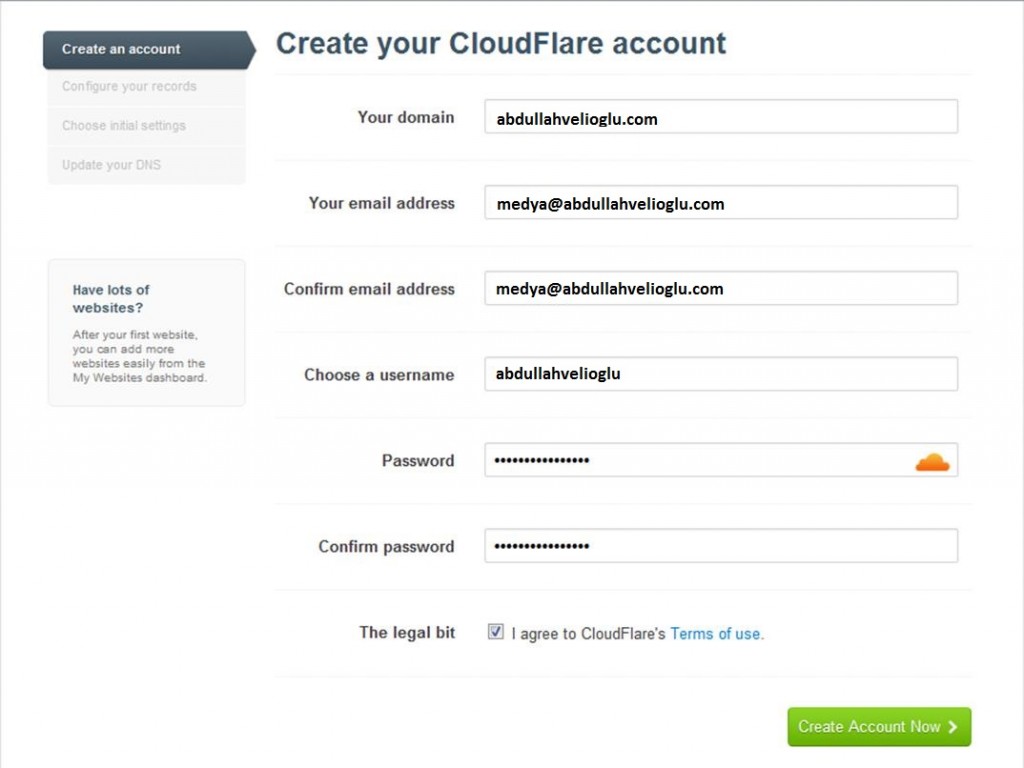 Create an account
Configure your records
Choose initial settings
Update your DNS
Have lots of
websites?
After your first website,
you can add more
websites easily from the
My Websites dashboard.
Create your CloudFlare account
Your domain abdullahvelioglu.com
Your email address medya@abdullahvelioglu.com
Confirm email address medya@abdullahvelioglu.com
Choose a username abdullahvelioglu
Password ••••••••••••••••
Confirm password ••••••••••••••••
The legal bit I agree to CloudFlare's Terms of use.
Create Account Now